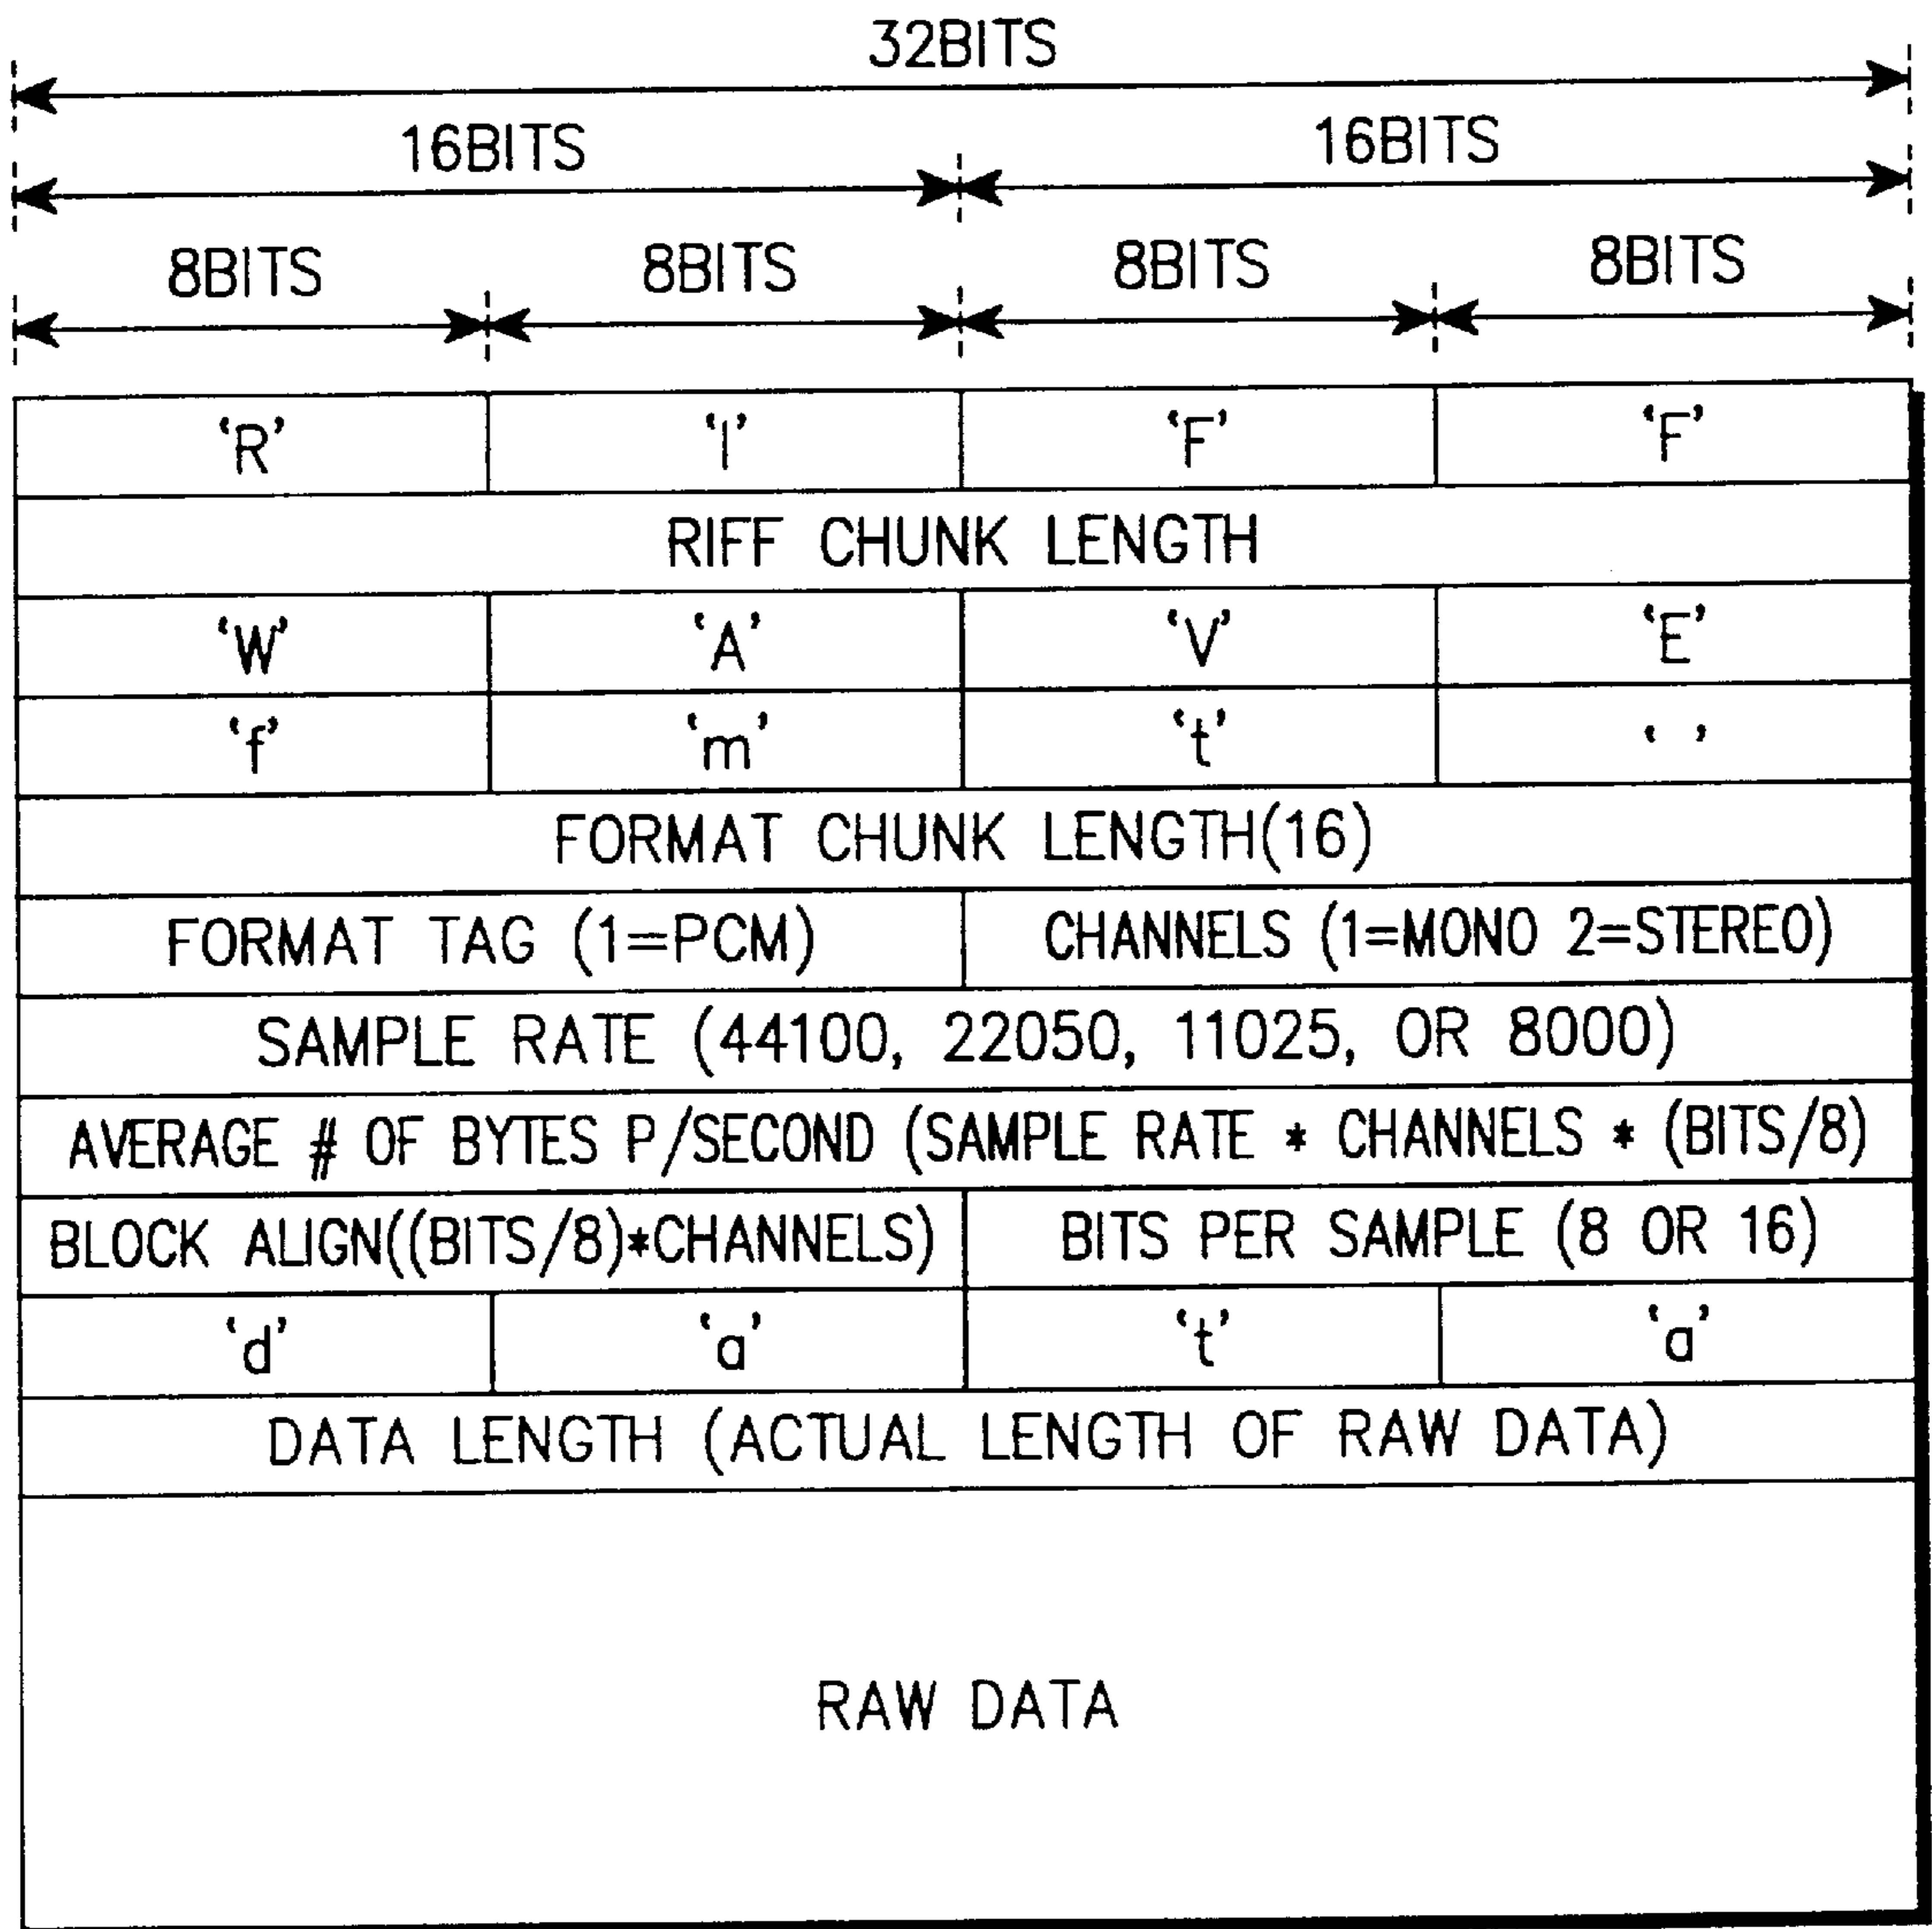 32BITS
16BITS 16BITS
8BITS 8BITS 8BITS 8BITS
‘R’ ‘I’ ‘F’ ‘F’
RIFF CHUNK LENGTH
‘W’ ‘A’ ‘V’ ‘E’
‘f’ ‘m’ ‘t’ ‘ ’
FORMAT CHUNK LENGTH(16)
FORMAT TAG (1=PCM) CHANNELS (1=MONO 2=STEREO)
SAMPLE RATE (44100, 22050, 11025, OR 8000)
AVERAGE # OF BYTES P/SECOND (SAMPLE RATE * CHANNELS * (BITS/8)
BLOCK ALIGN((BITS/8)*CHANNELS) BITS PER SAMPLE (8 OR 16)
‘d’ ‘a’ ‘t’ ‘a’
DATA LENGTH (ACTUAL LENGTH OF RAW DATA)
RAW DATA